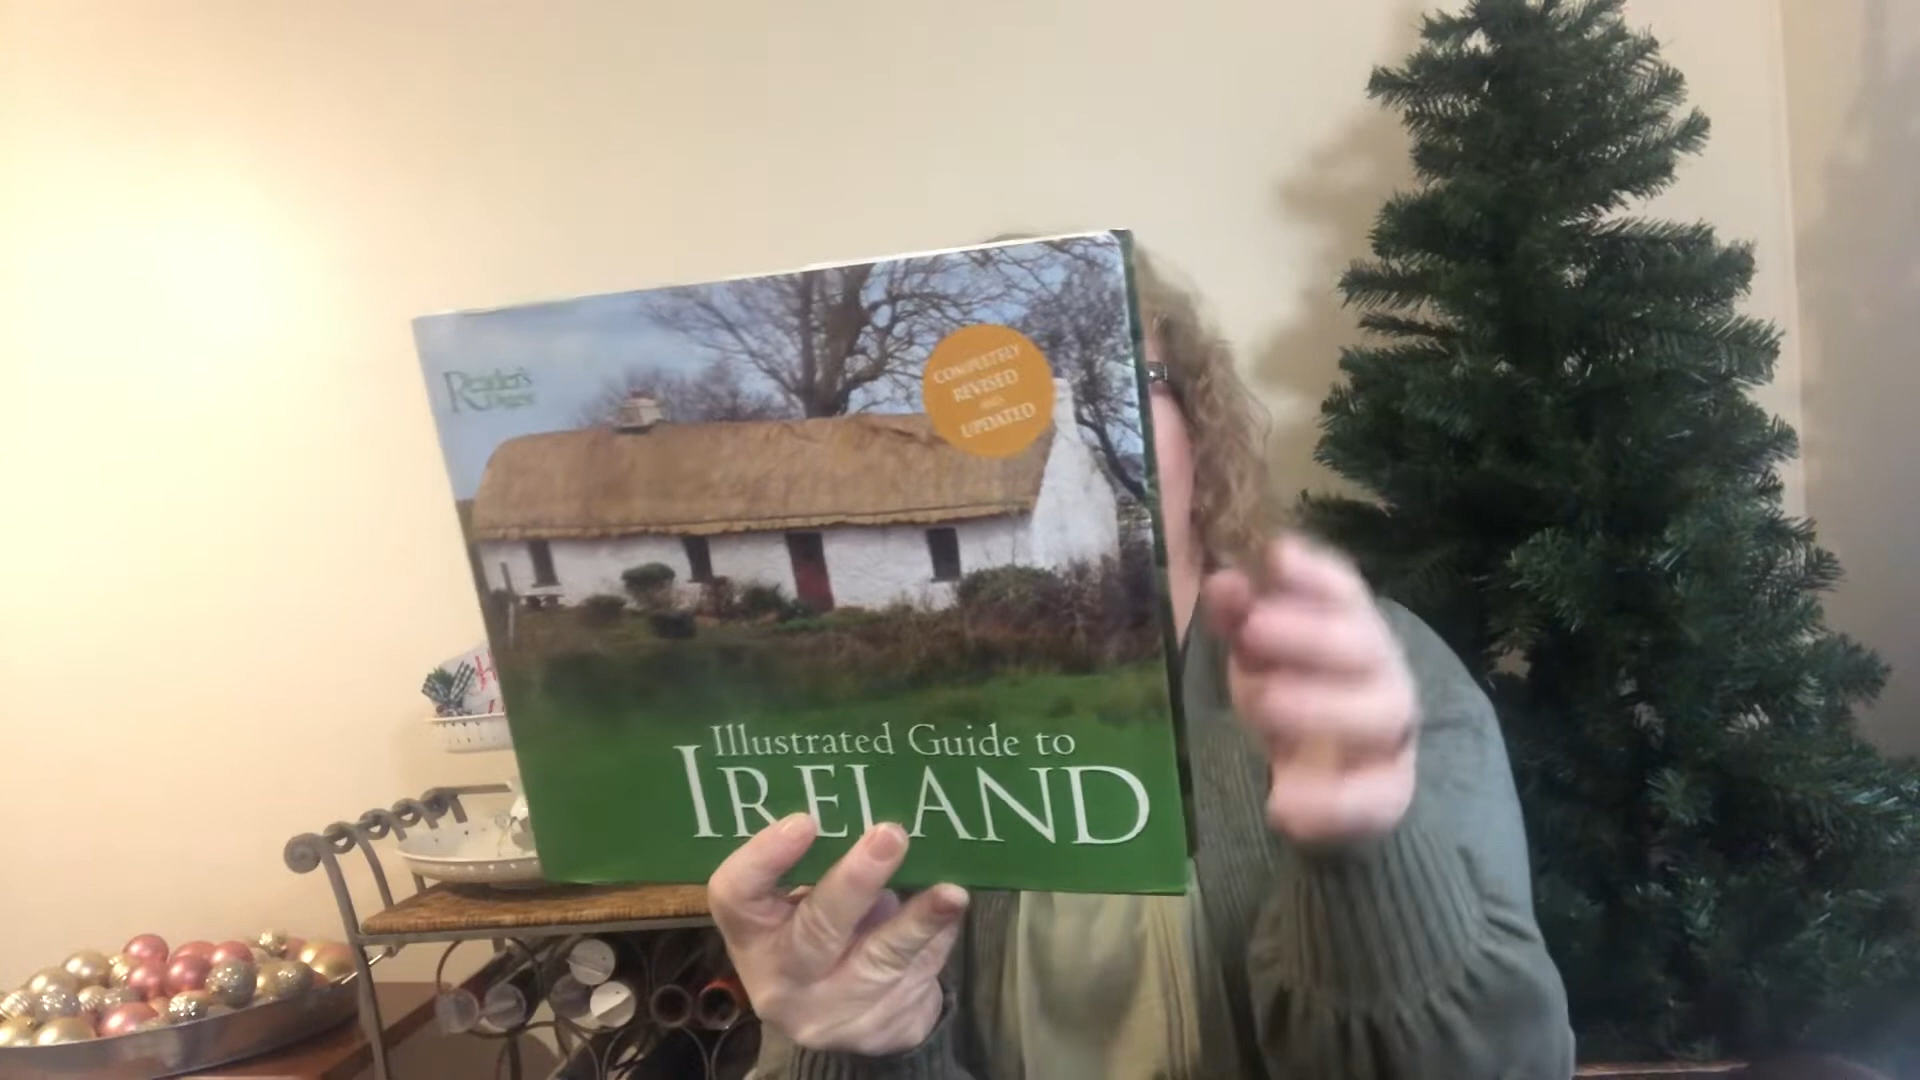 Reader's
Digest
COMPLETELY
REVISED
AND
UPDATED
Illustrated Guide to
IRELAND